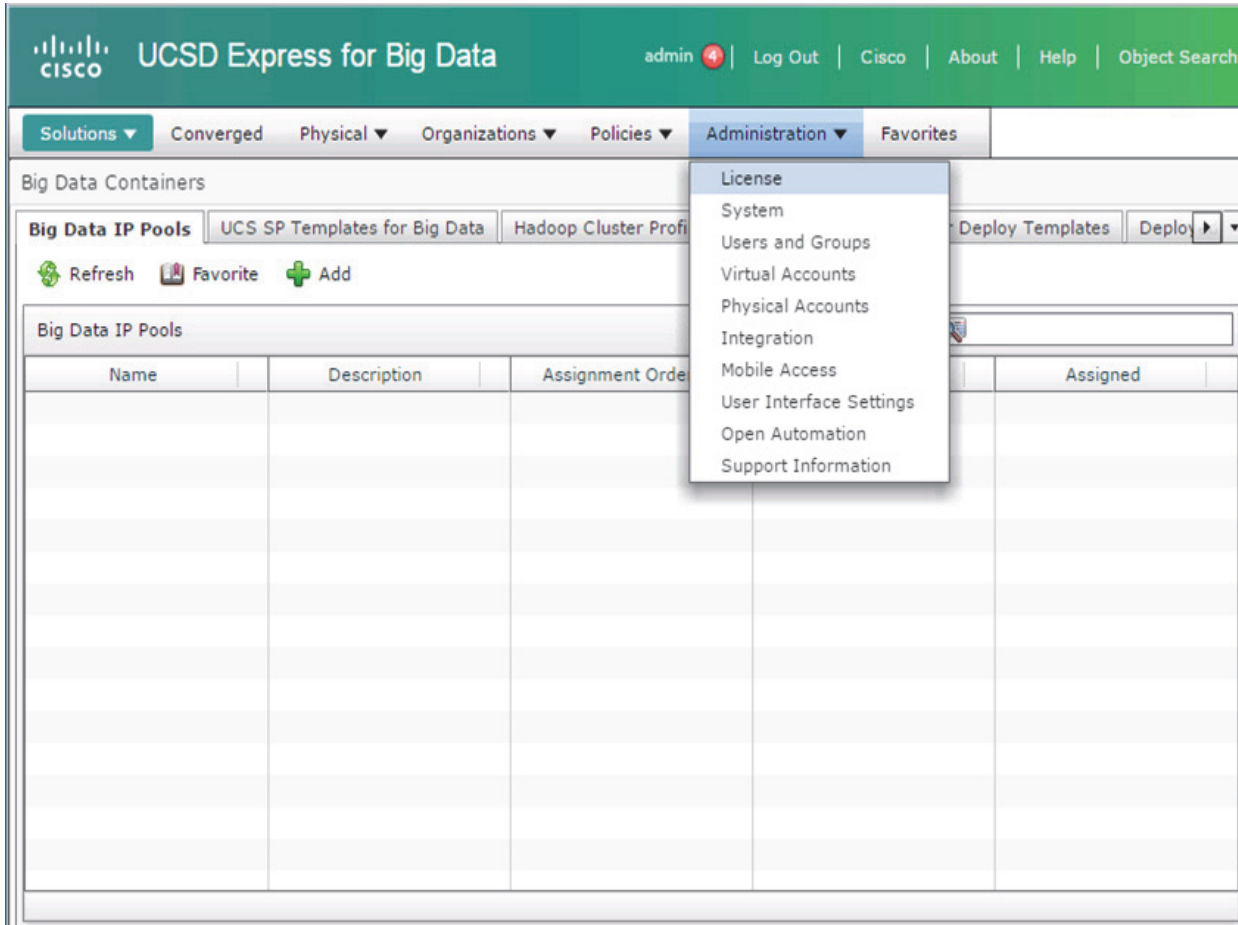 CISCO UCSD Express for Big Data admin 4 | Log Out | Cisco | About | Help | Object Search
Solutions Converged Physical Organizations Policies Administration Favorites
Big Data Containers
Big Data IP Pools UCS SP Templates for Big Data Hadoop Cluster Profi Deploy Templates Deploy
Refresh Favorite Add
Big Data IP Pools
Name Description Assignment Order Assigned
License
System
Users and Groups
Virtual Accounts
Physical Accounts
Integration
Mobile Access
User Interface Settings
Open Automation
Support Information